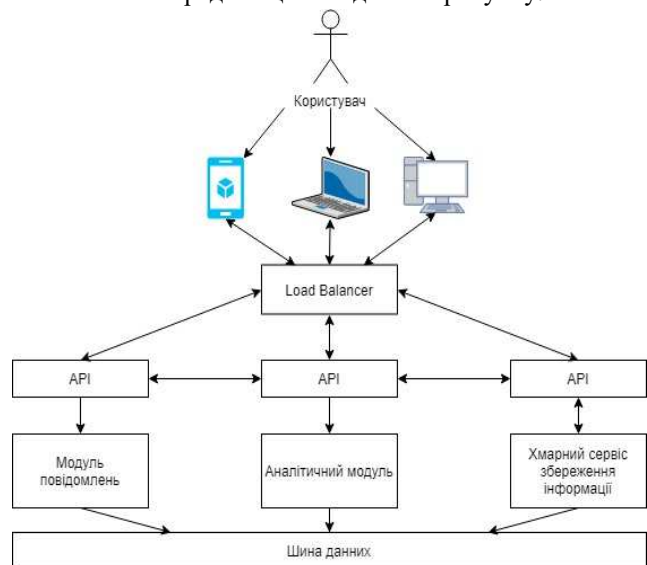 Користувач
Load Balancer
API
API
API
Модуль
повідомлень
Аналітичний модуль
Хмарний сервіс
збереження
інформації
Шина данних